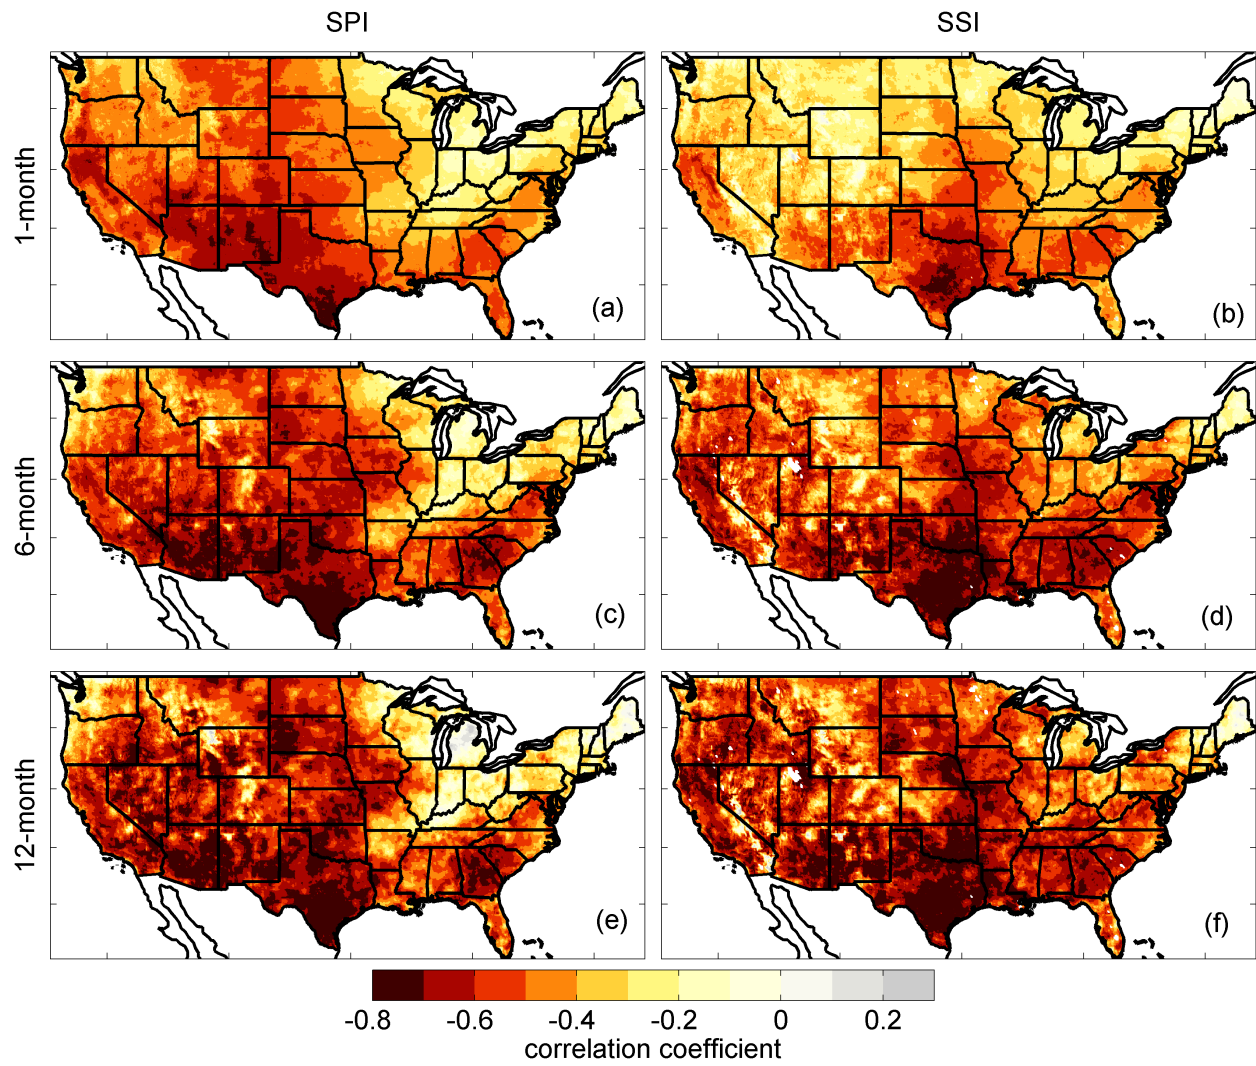 SPI
SSI
1-month
(a)
(b)
6-month
(c)
(d)
12-month
(e)
(f)
-0.8
-0.6
-0.4
-0.2
0
0.2
correlation coefficient